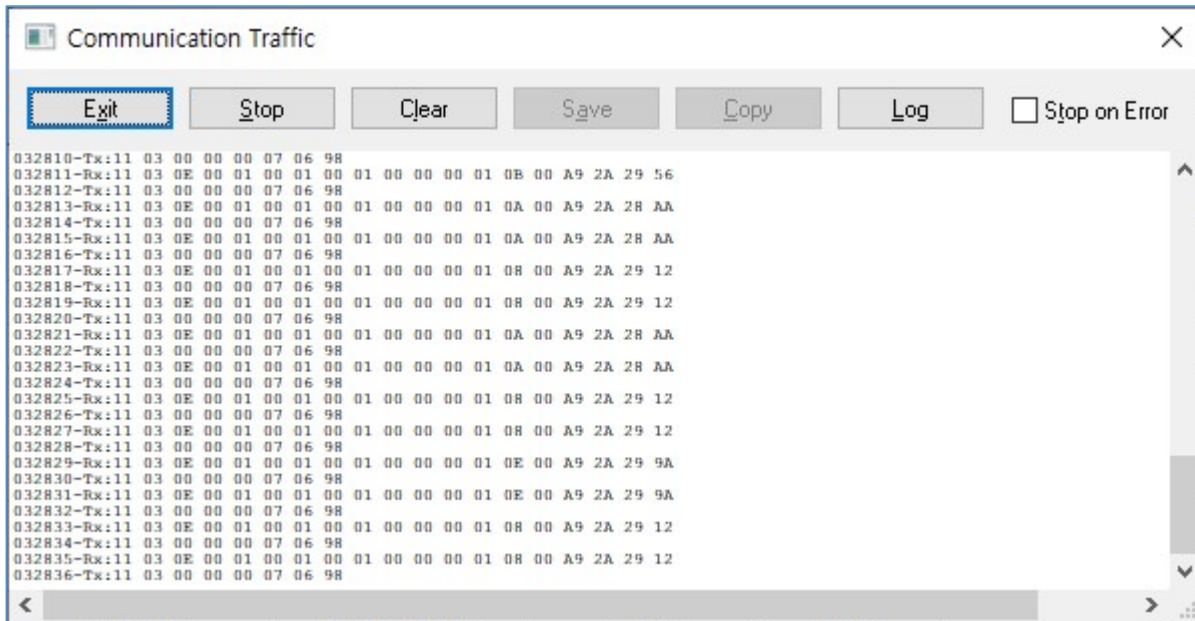 Communication Traffic
Exit Stop Clear Save Copy Log Stop on Error
032810-Tx:11 03 00 00 00 07 06 98
032811-Rx:11 03 0E 00 01 00 01 00 01 00 00 00 01 0B 00 A9 2A 29 56
032812-Tx:11 03 00 00 00 07 06 98
032813-Rx:11 03 0E 00 01 00 01 00 01 00 00 00 01 0A 00 A9 2A 28 AA
032814-Tx:11 03 00 00 00 07 06 98
032815-Rx:11 03 0E 00 01 00 01 00 01 00 00 00 01 0A 00 A9 2A 28 AA
032816-Tx:11 03 00 00 00 07 06 98
032817-Rx:11 03 0E 00 01 00 01 00 01 00 00 00 01 08 00 A9 2A 29 12
032818-Tx:11 03 00 00 00 07 06 98
032819-Rx:11 03 0E 00 01 00 01 00 01 00 00 00 01 08 00 A9 2A 29 12
032820-Tx:11 03 00 00 00 07 06 98
032821-Rx:11 03 0E 00 01 00 01 00 01 00 00 00 01 0A 00 A9 2A 28 AA
032822-Tx:11 03 00 00 00 07 06 98
032823-Rx:11 03 0E 00 01 00 01 00 01 00 00 00 01 0A 00 A9 2A 28 AA
032824-Tx:11 03 00 00 00 07 06 98
032825-Rx:11 03 0E 00 01 00 01 00 01 00 00 00 01 08 00 A9 2A 29 12
032826-Tx:11 03 00 00 00 07 06 98
032827-Rx:11 03 0E 00 01 00 01 00 01 00 00 00 01 08 00 A9 2A 29 12
032828-Tx:11 03 00 00 00 07 06 98
032829-Rx:11 03 0E 00 01 00 01 00 01 00 00 00 01 0E 00 A9 2A 29 9A
032830-Tx:11 03 00 00 00 07 06 98
032831-Rx:11 03 0E 00 01 00 01 00 01 00 00 00 01 0E 00 A9 2A 29 9A
032832-Tx:11 03 00 00 00 07 06 98
032833-Rx:11 03 0E 00 01 00 01 00 01 00 00 00 01 08 00 A9 2A 29 12
032834-Tx:11 03 00 00 00 07 06 98
032835-Rx:11 03 0E 00 01 00 01 00 01 00 00 00 01 08 00 A9 2A 29 12
032836-Tx:11 03 00 00 00 07 06 98